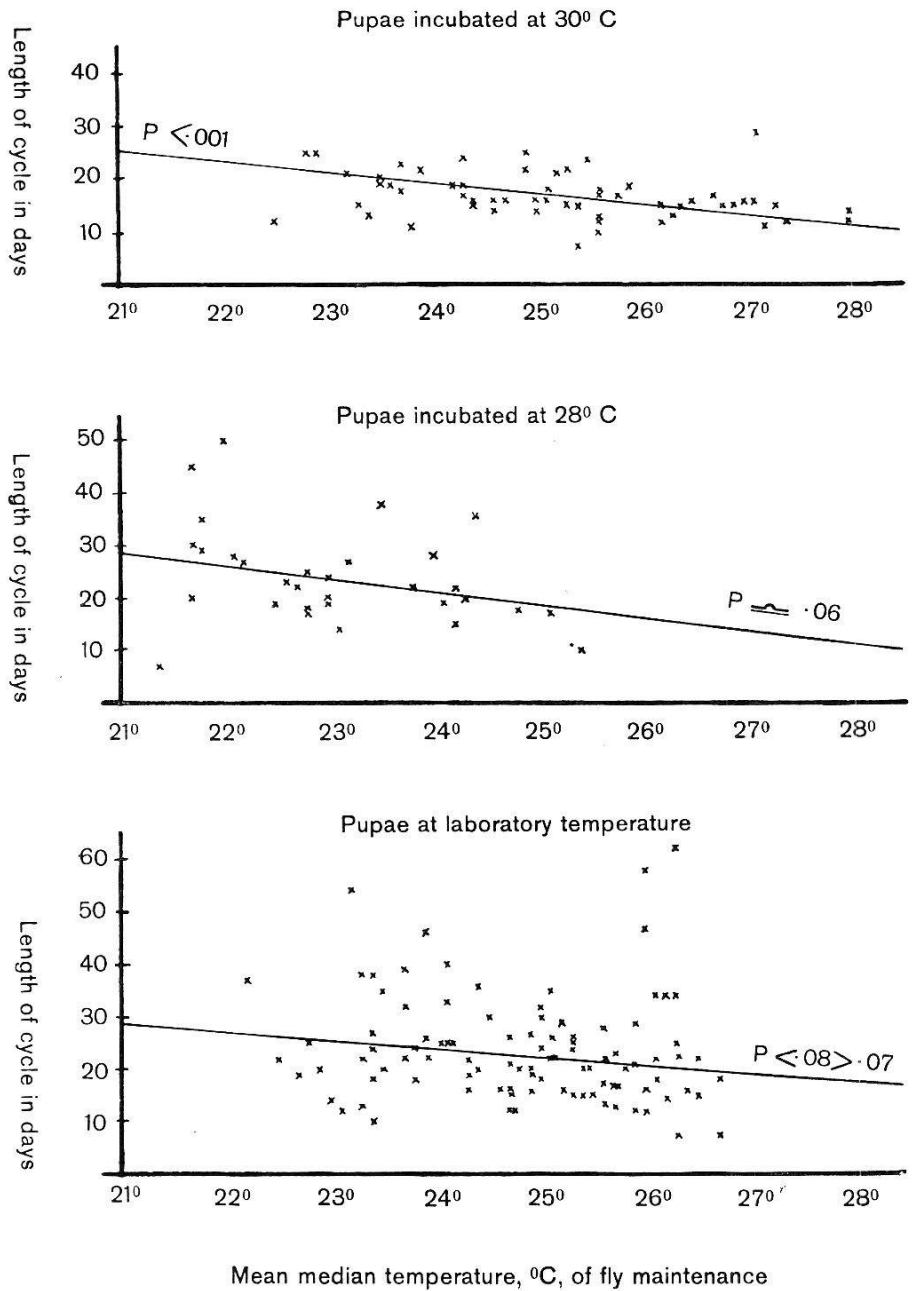 Pupae incubated at 30⁰ C
Length of cycle in days
40
30
20
10
P <·001
21⁰ 22⁰ 23⁰ 24⁰ 25⁰ 26⁰ 27⁰ 28⁰
Pupae incubated at 28⁰ C
Length of cycle in days
50
40
30
20
10
P ≏ ·06
21⁰ 22⁰ 23⁰ 24⁰ 25⁰ 26⁰ 27⁰ 28⁰
Pupae at laboratory temperature
Length of cycle in days
60
50
40
30
20
10
P <·08> ·07
21⁰ 22⁰ 23⁰ 24⁰ 25⁰ 26⁰ 27⁰ 28⁰
Mean median temperature, ⁰C, of fly maintenance